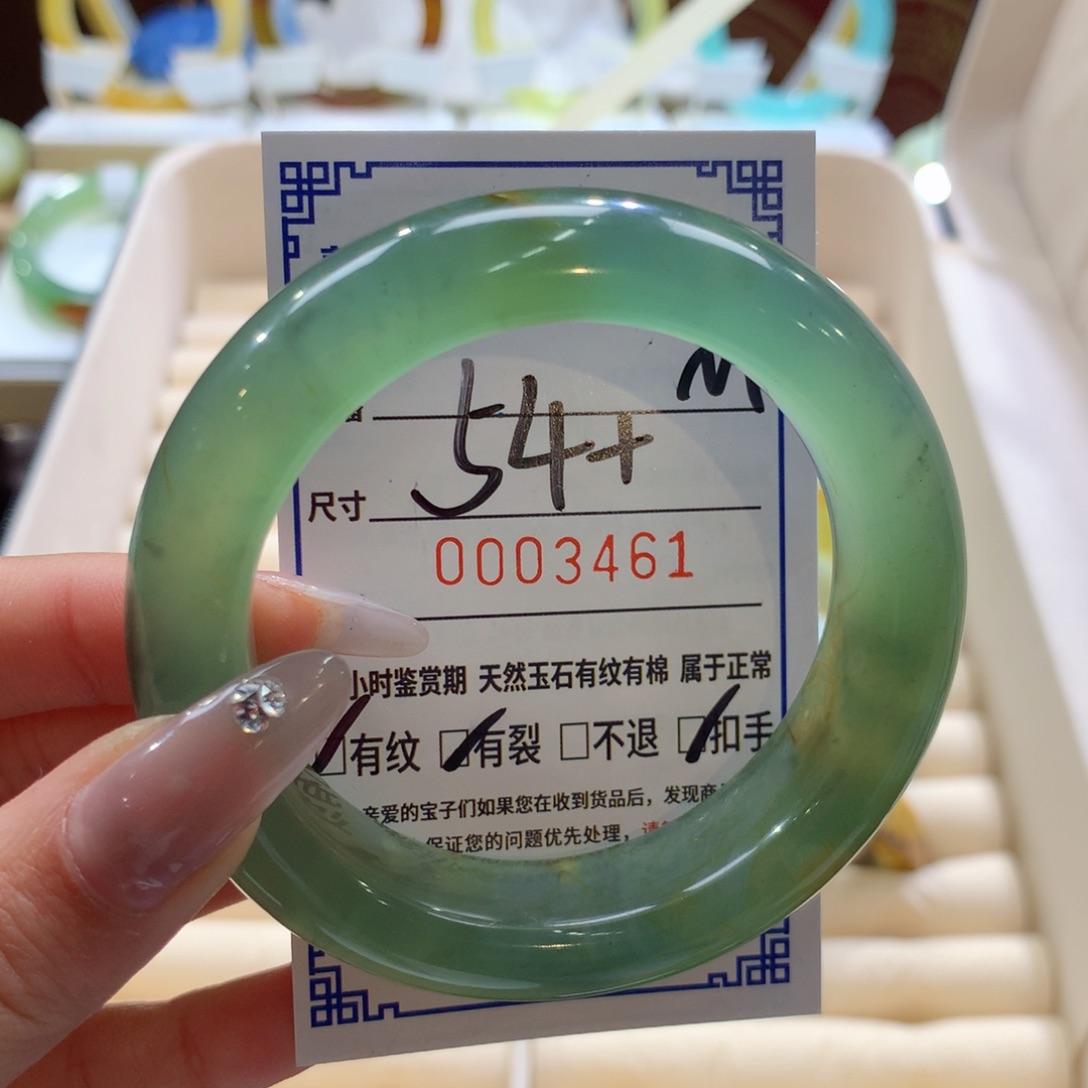 M
尺寸 54+
0003461
小时鉴赏期 天然玉石有纹有棉 属于正常
□有纹 □有裂 □不退 □扣手
亲爱的宝子们如果您在收到货品后，发现商
保证您的问题优先处理，请